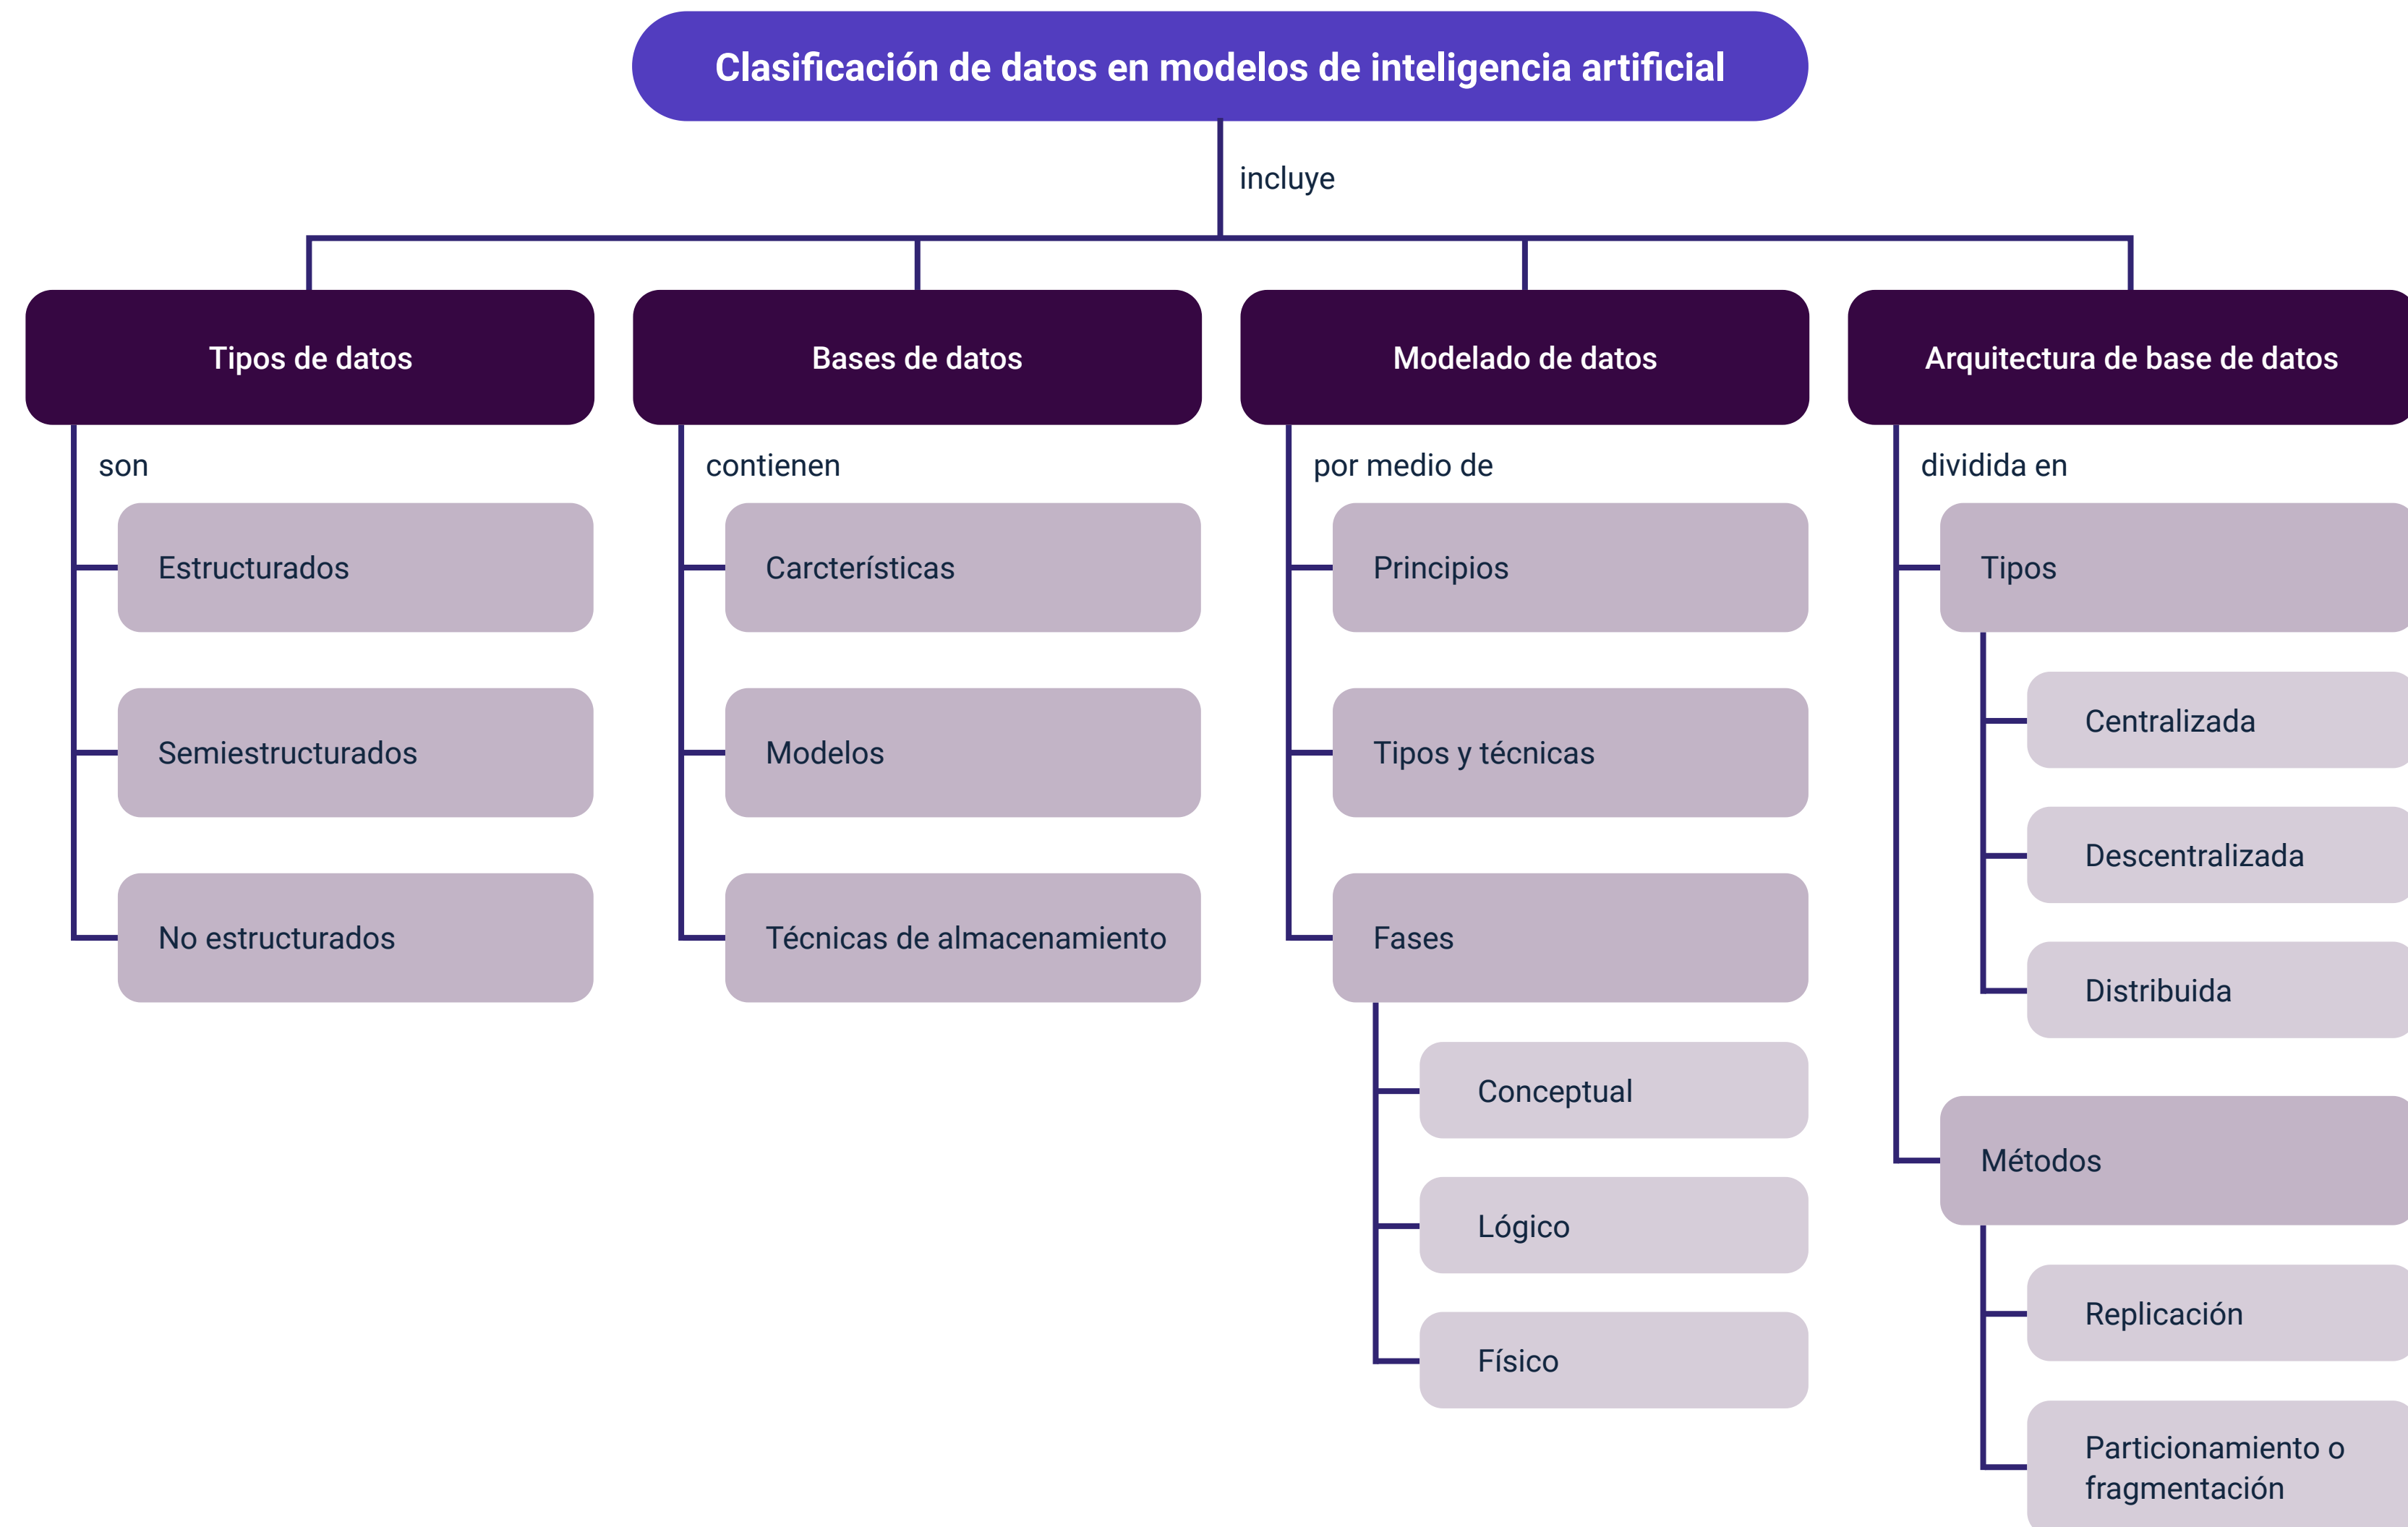 Clasificación de datos en modelos de inteligencia artificial
incluye
Tipos de datos
son
Estructurados
Semiestructurados
No estructurados
Bases de datos
contienen
Carcterísticas
Modelos
Técnicas de almacenamiento
Modelado de datos
por medio de
Principios
Tipos y técnicas
Fases
Conceptual
Lógico
Físico
Arquitectura de base de datos
dividida en
Tipos
Centralizada
Descentralizada
Distribuida
Métodos
Replicación
Particionamiento o
fragmentación